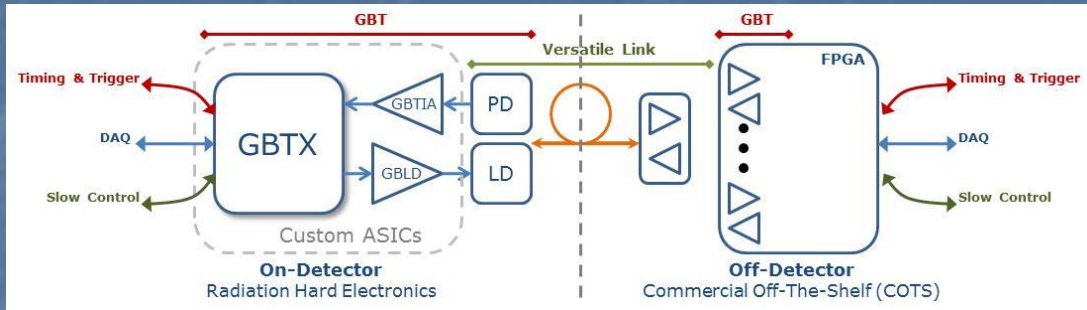 GBT
GBT
Versatile Link
FPGA
Timing & Trigger
GBTIA
PD
Timing & Trigger
DAQ
GBTX
DAQ
Slow Control
GBLD
LD
Slow Control
Custom ASICs
On-Detector
Off-Detector
Radiation Hard Electronics
Commercial Off-The-Shelf (COTS)